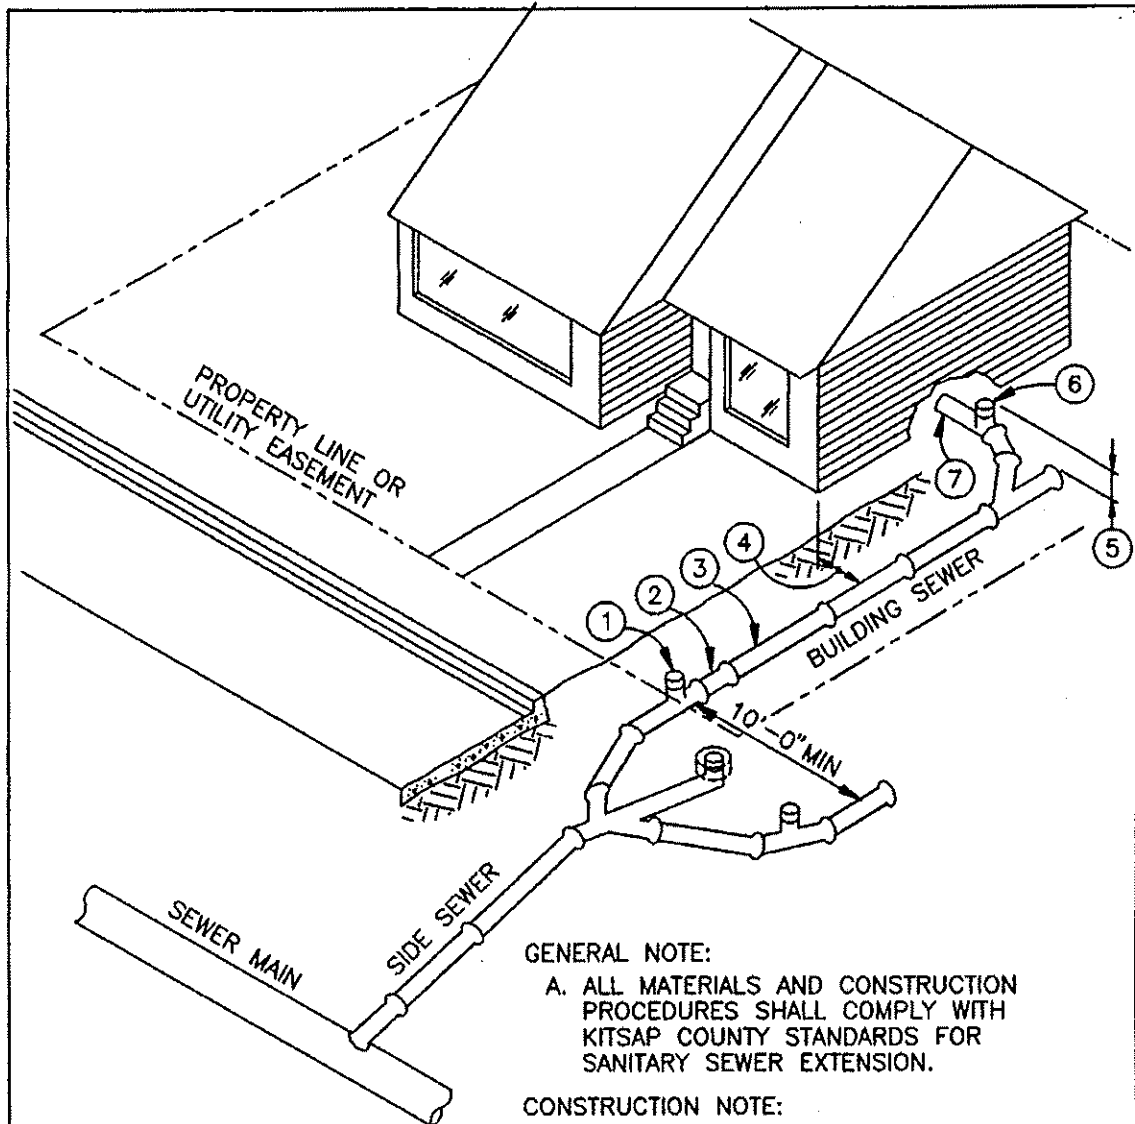 PROPERTY LINE OR
UTILITY EASEMENT
6
7
5
4
3
2
1
BUILDING SEWER
10'-0" MIN
SIDE SEWER
SEWER MAIN
GENERAL NOTE:
A. ALL MATERIALS AND CONSTRUCTION
PROCEDURES SHALL COMPLY WITH
KITSAP COUNTY STANDARDS FOR
SANITARY SEWER EXTENSION.
CONSTRUCTION NOTE: